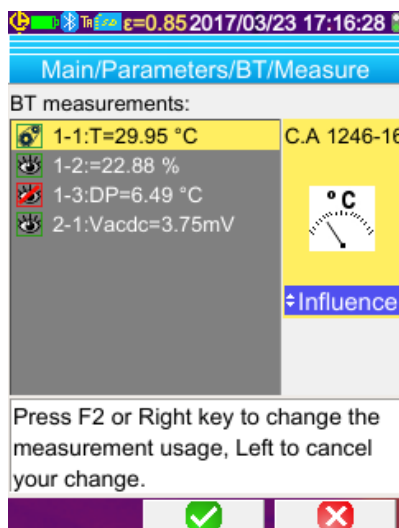 ε=0.85 2017/03/23 17:16:28
Main/Parameters/BT/Measure
BT measurements:
1-1:T=29.95 °C
C.A 1246-16
1-2:=22.88 %
1-3:DP=6.49 °C
°C
2-1:Vacdc=3.75mV
Influence
Press F2 or Right key to change the
measurement usage, Left to cancel
your change.